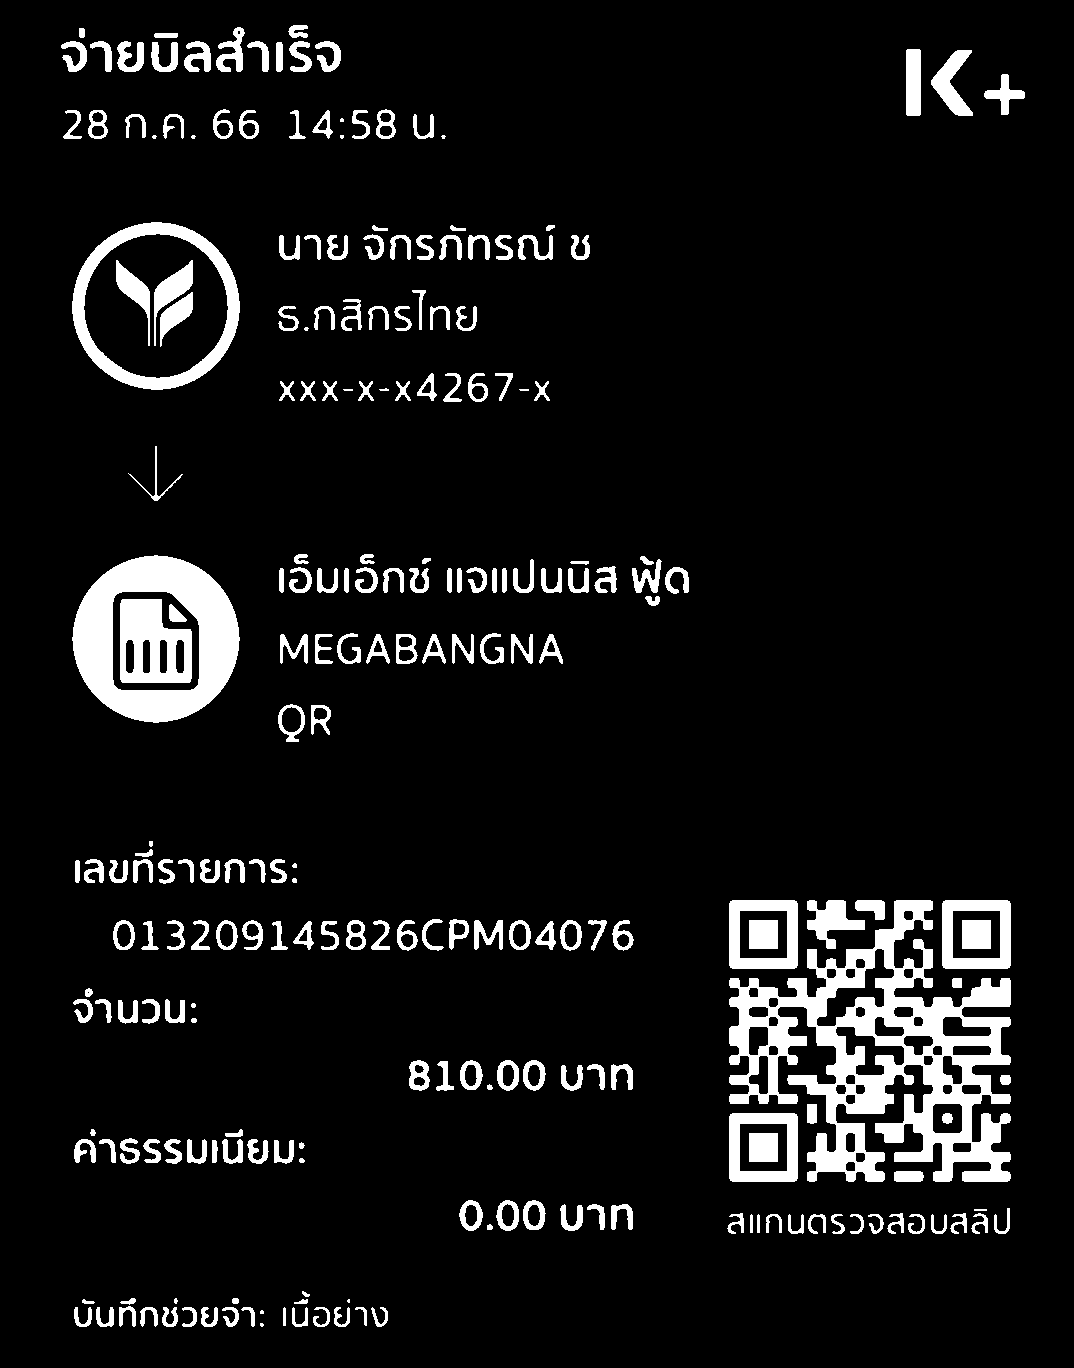 จ่ายบิลสำเร็จ
28 ก.ค. 66 14:58 น.
K+
นาย จักรภัทรณ์ ช
ธ.กสิกรไทย
xxx-x-x4267-x
เอ็มเอ็กซ์ แจแปนนิส ฟู้ด
MEGABANGNA
QR
เลขที่รายการ:
013209145826CPM04076
จำนวน:
810.00 บาท
ค่าธรรมเนียม:
0.00 บาท
สแกนตรวจสอบสลิป
บันทึกช่วยจำ: เนื้อย่าง